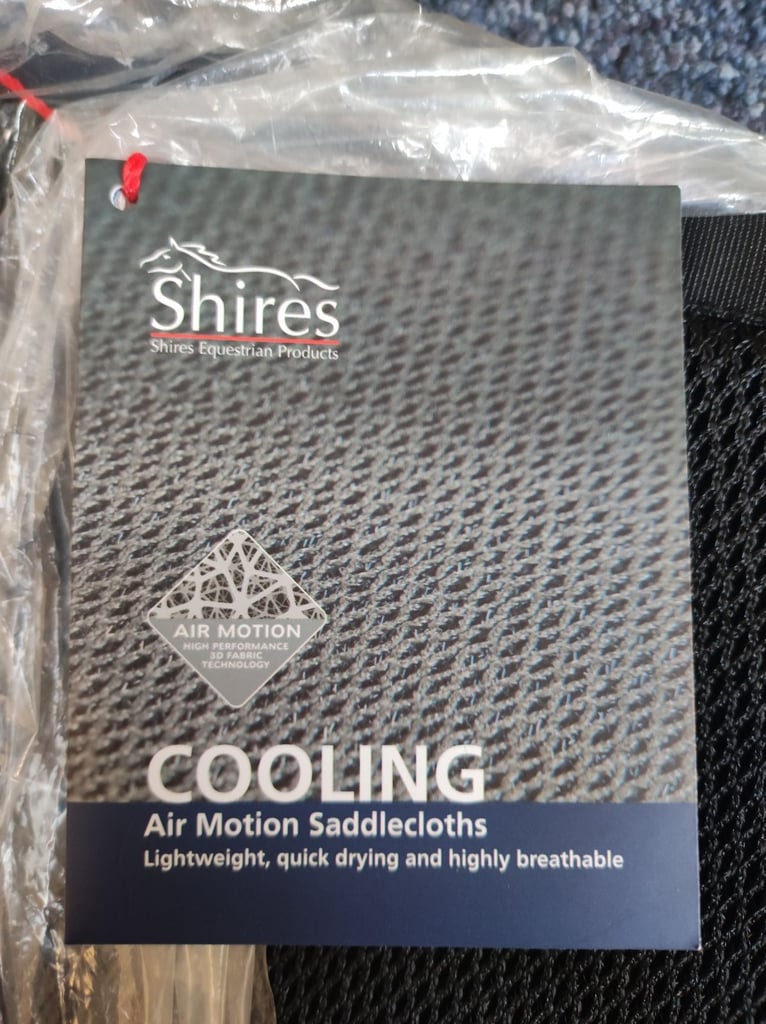 Shires
Shires Equestrian Products
AIR MOTION
HIGH PERFORMANCE
3D FABRIC
TECHNOLOGY
COOLING
Air Motion Saddlecloths
Lightweight, quick drying and highly breathable